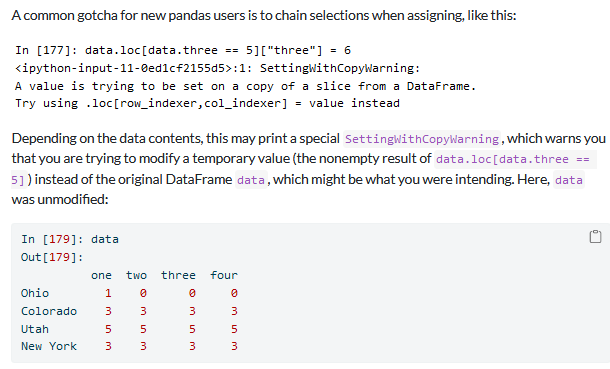 A common gotcha for new pandas users is to chain selections when assigning, like this:
In [177]: data.loc[data.three == 5]["three"] = 6
<ipython-input-11-0ed1cf2155d5>:1: SettingWithCopyWarning:
A value is trying to be set on a copy of a slice from a DataFrame.
Try using .loc[row_indexer,col_indexer] = value instead
Depending on the data contents, this may print a special SettingWithCopyWarning, which warns you
that you are trying to modify a temporary value (the nonempty result of data.loc[data.three ==
5]) instead of the original DataFrame data, which might be what you were intending. Here, data
was unmodified:
In [179]: data
Out[179]:
one two three four
Ohio 1 0 0 0
Colorado 3 3 3 3
Utah 5 5 5 5
New York 3 3 3 3